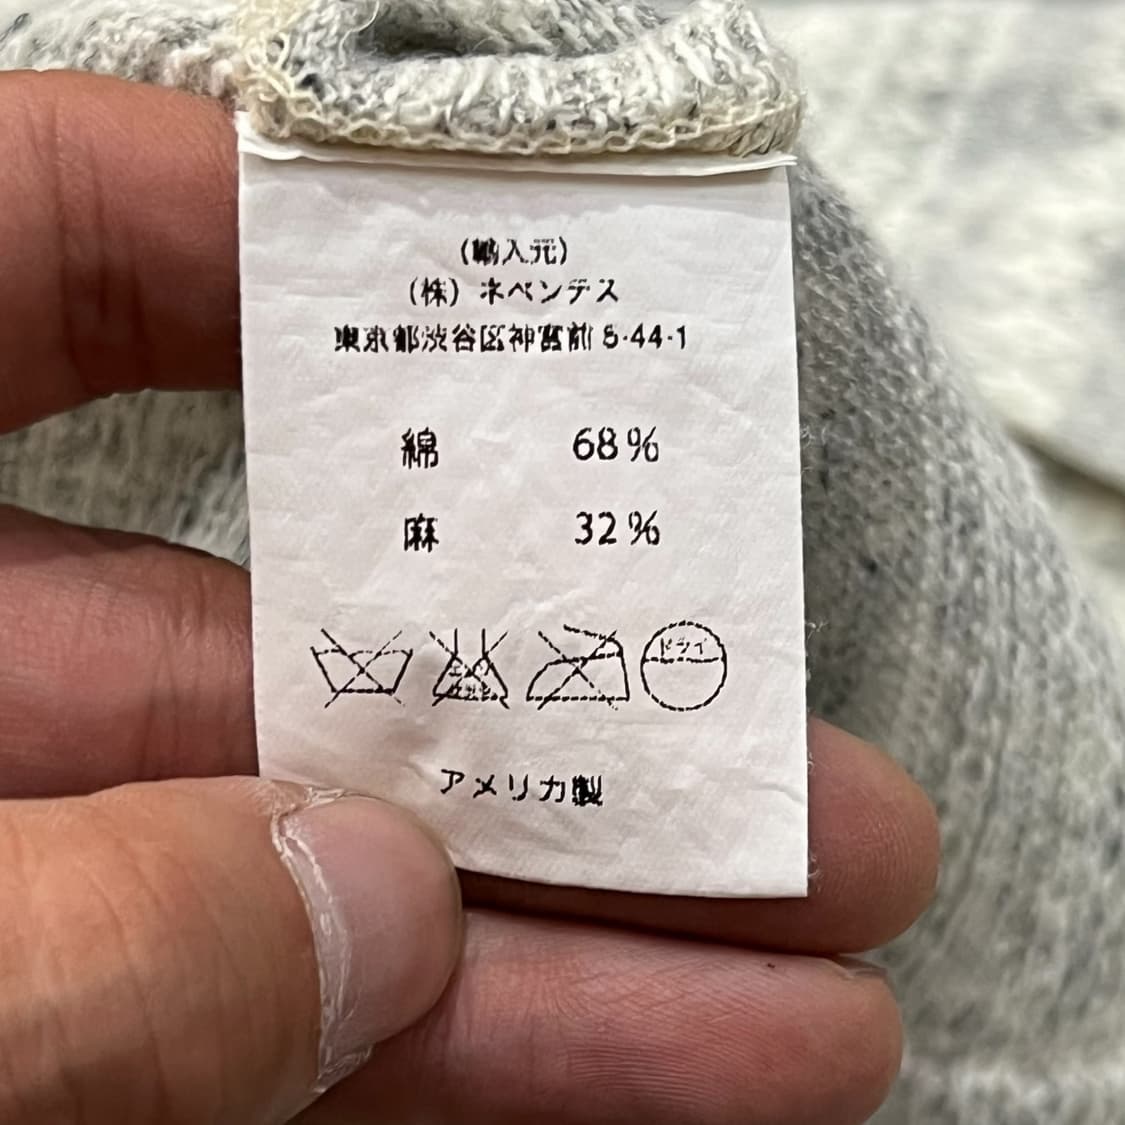 (輸入元)
(株) ネペンテス
東京都渋谷区神宮前 5-44-1
綿 68%
麻 32%
ドライ
アメリカ製